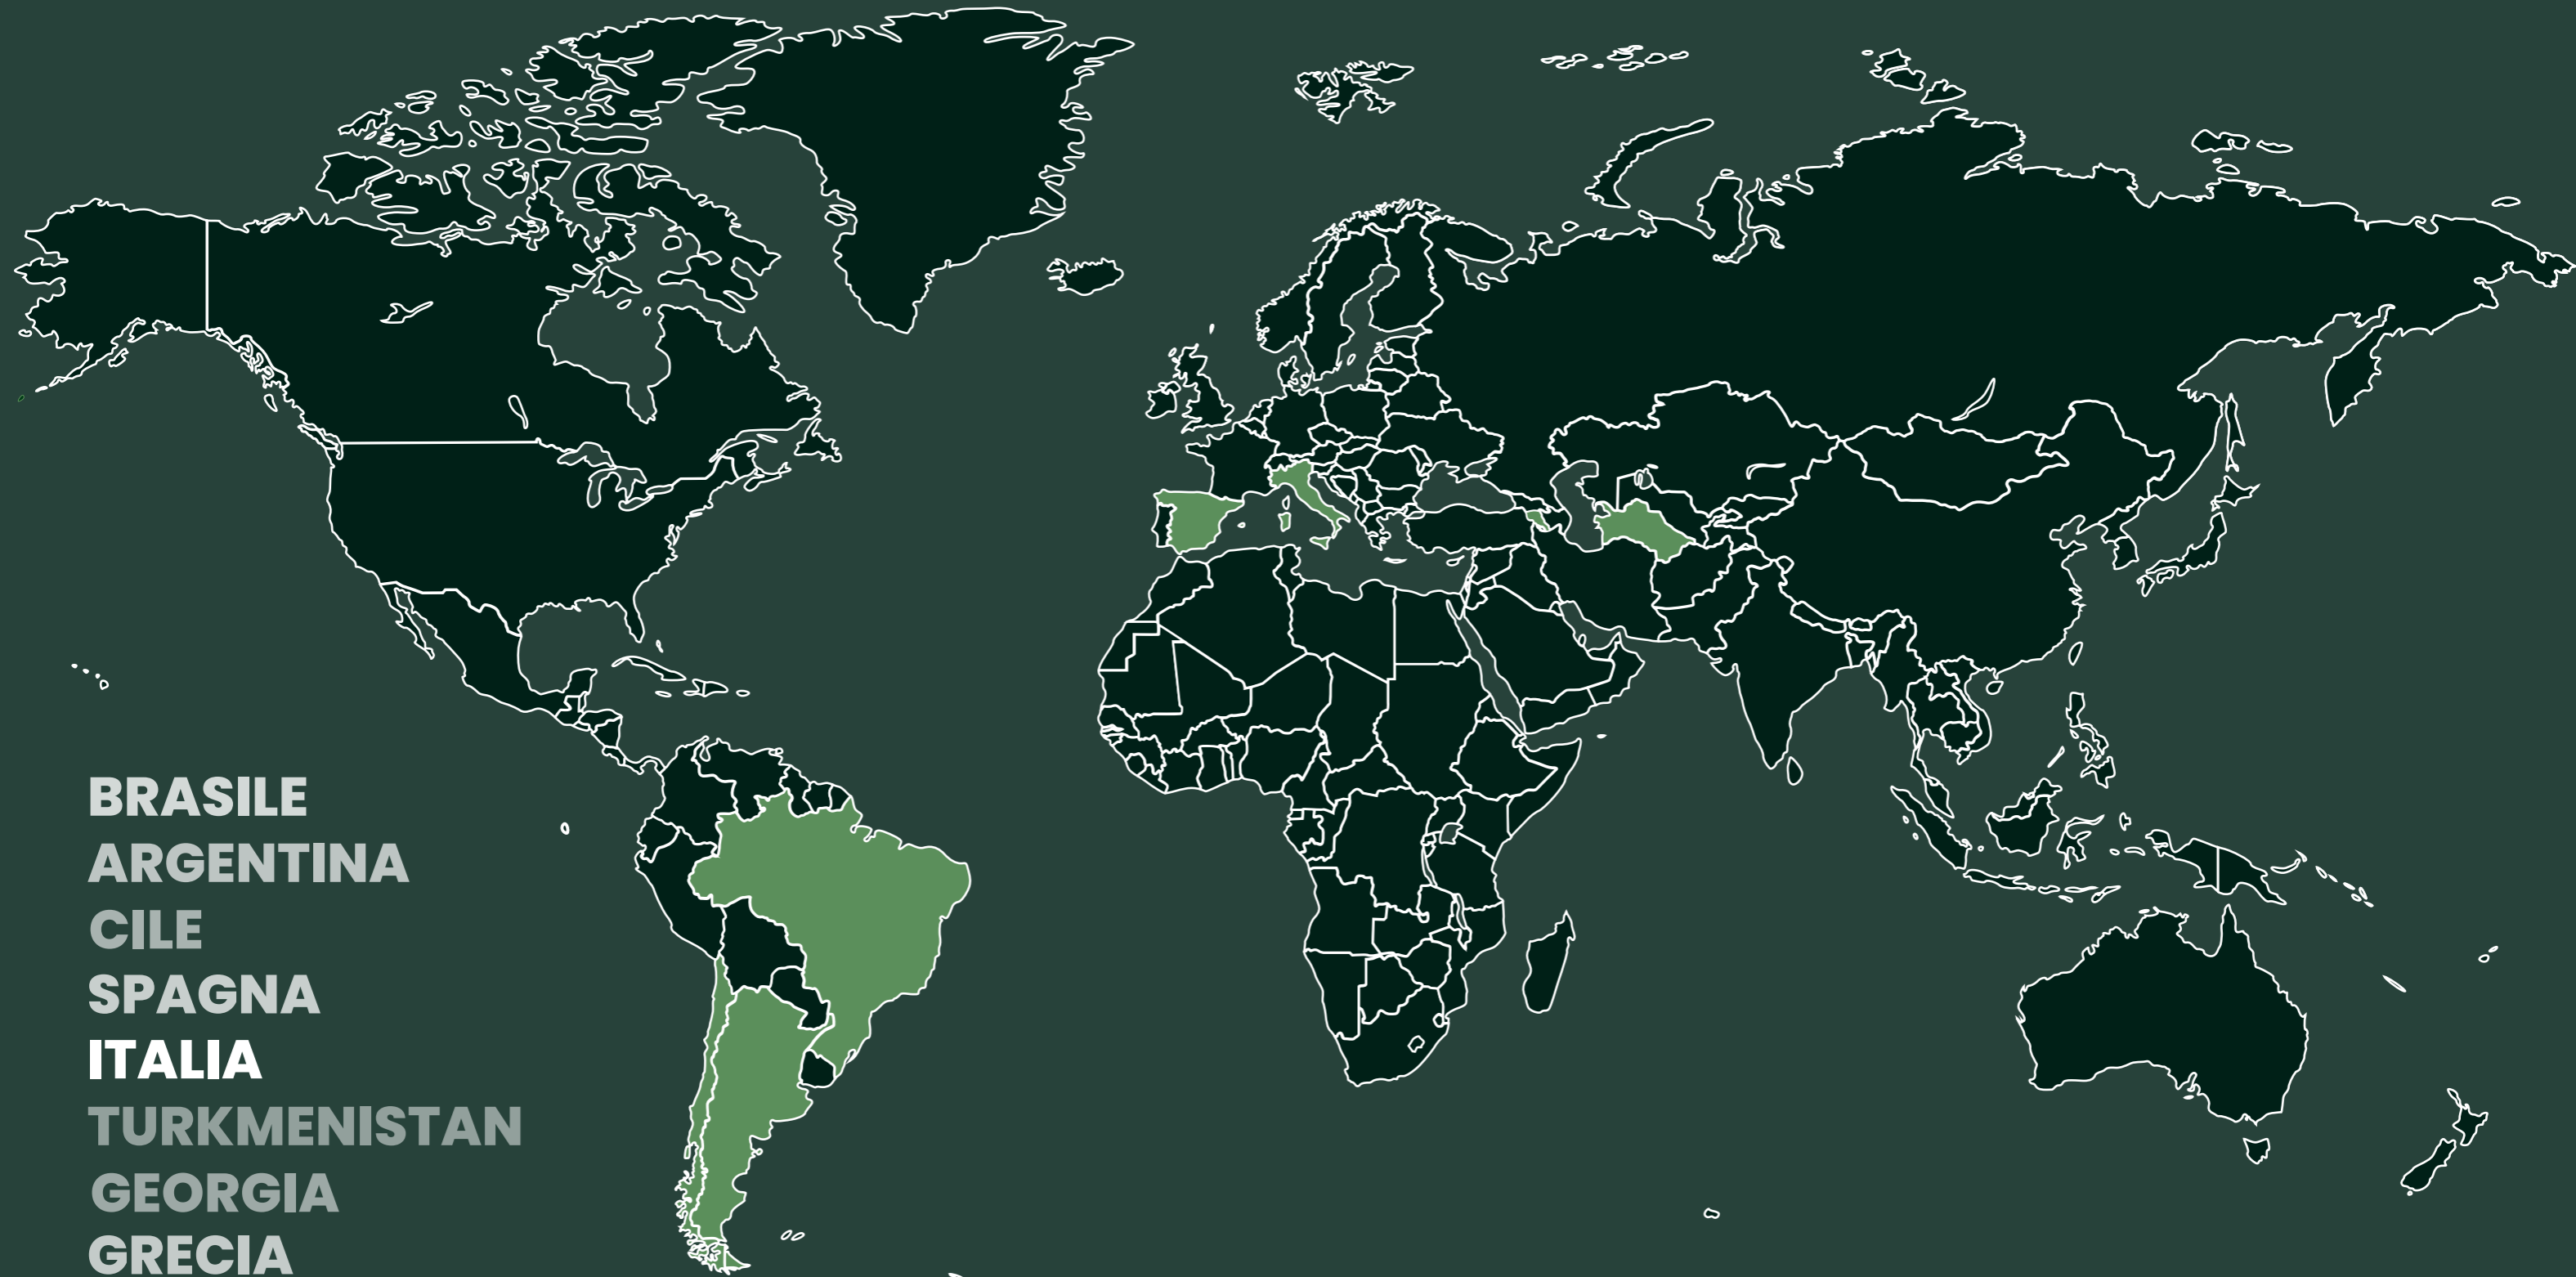 BRASILE
ARGENTINA
CILE
SPAGNA
ITALIA
TURKMENISTAN
GEORGIA
GRECIA